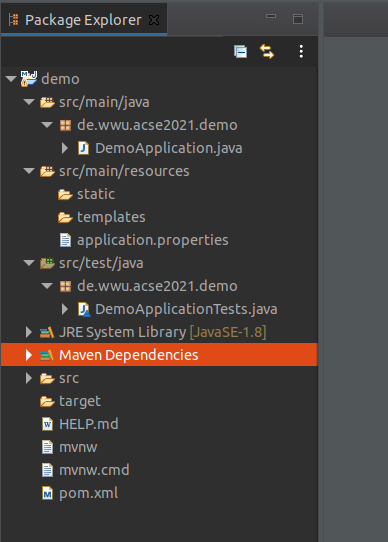 Package Explorer
demo
src/main/java
de.wwu.acse2021.demo
DemoApplication.java
src/main/resources
static
templates
application.properties
src/test/java
de.wwu.acse2021.demo
DemoApplicationTests.java
JRE System Library [JavaSE-1.8]
Maven Dependencies
src
target
HELP.md
mvnw
mvnw.cmd
pom.xml